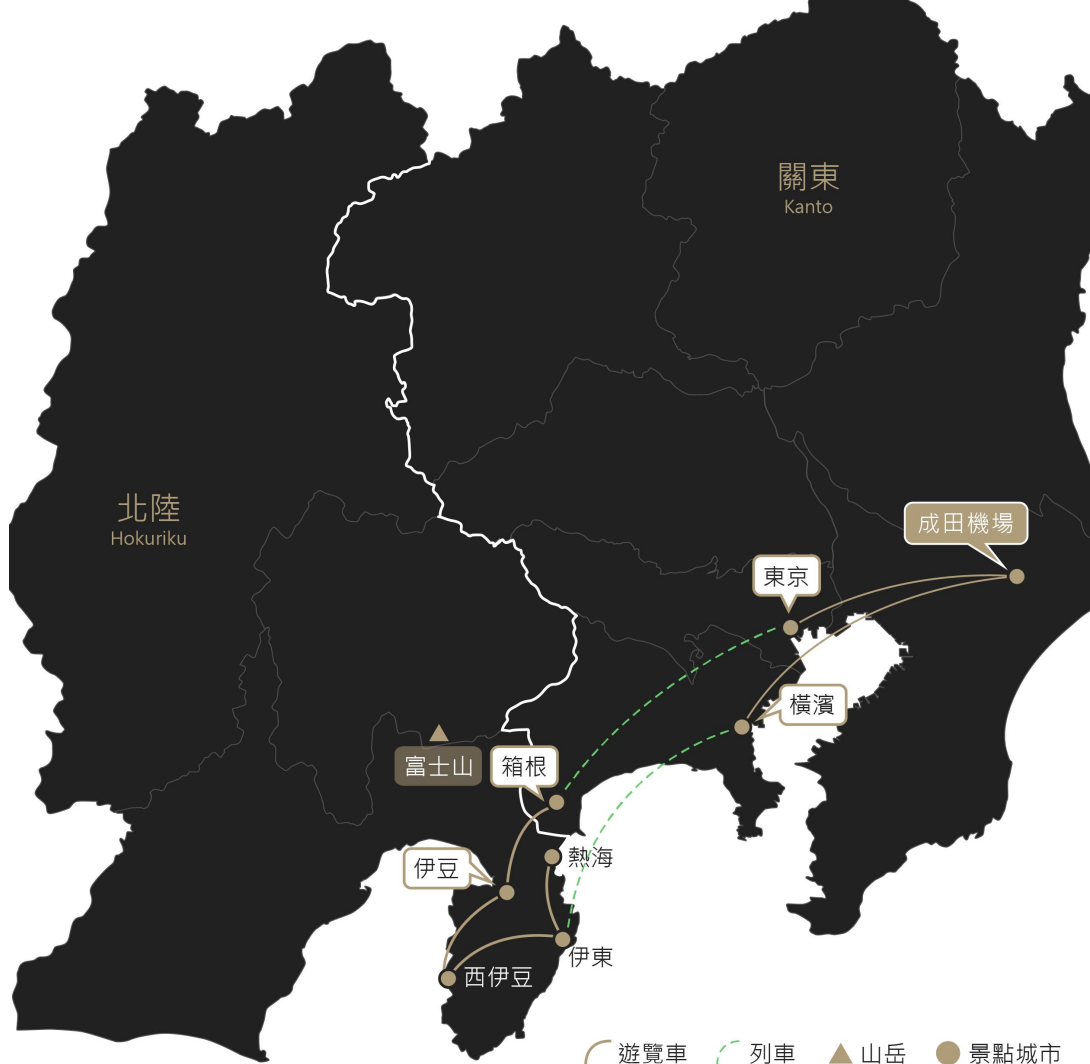 關東
Kanto
北陸
Hokuriku
成田機場
東京
橫濱
富士山
箱根
熱海
伊豆
伊東
西伊豆
遊覽車
列車
山岳
景點城市